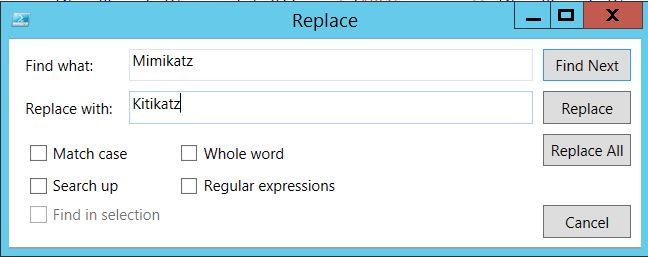 Replace
Find what: Mimikatz Find Next
Replace with: Kitikatz Replace
Match case Whole word Replace All
Search up Regular expressions
Find in selection Cancel